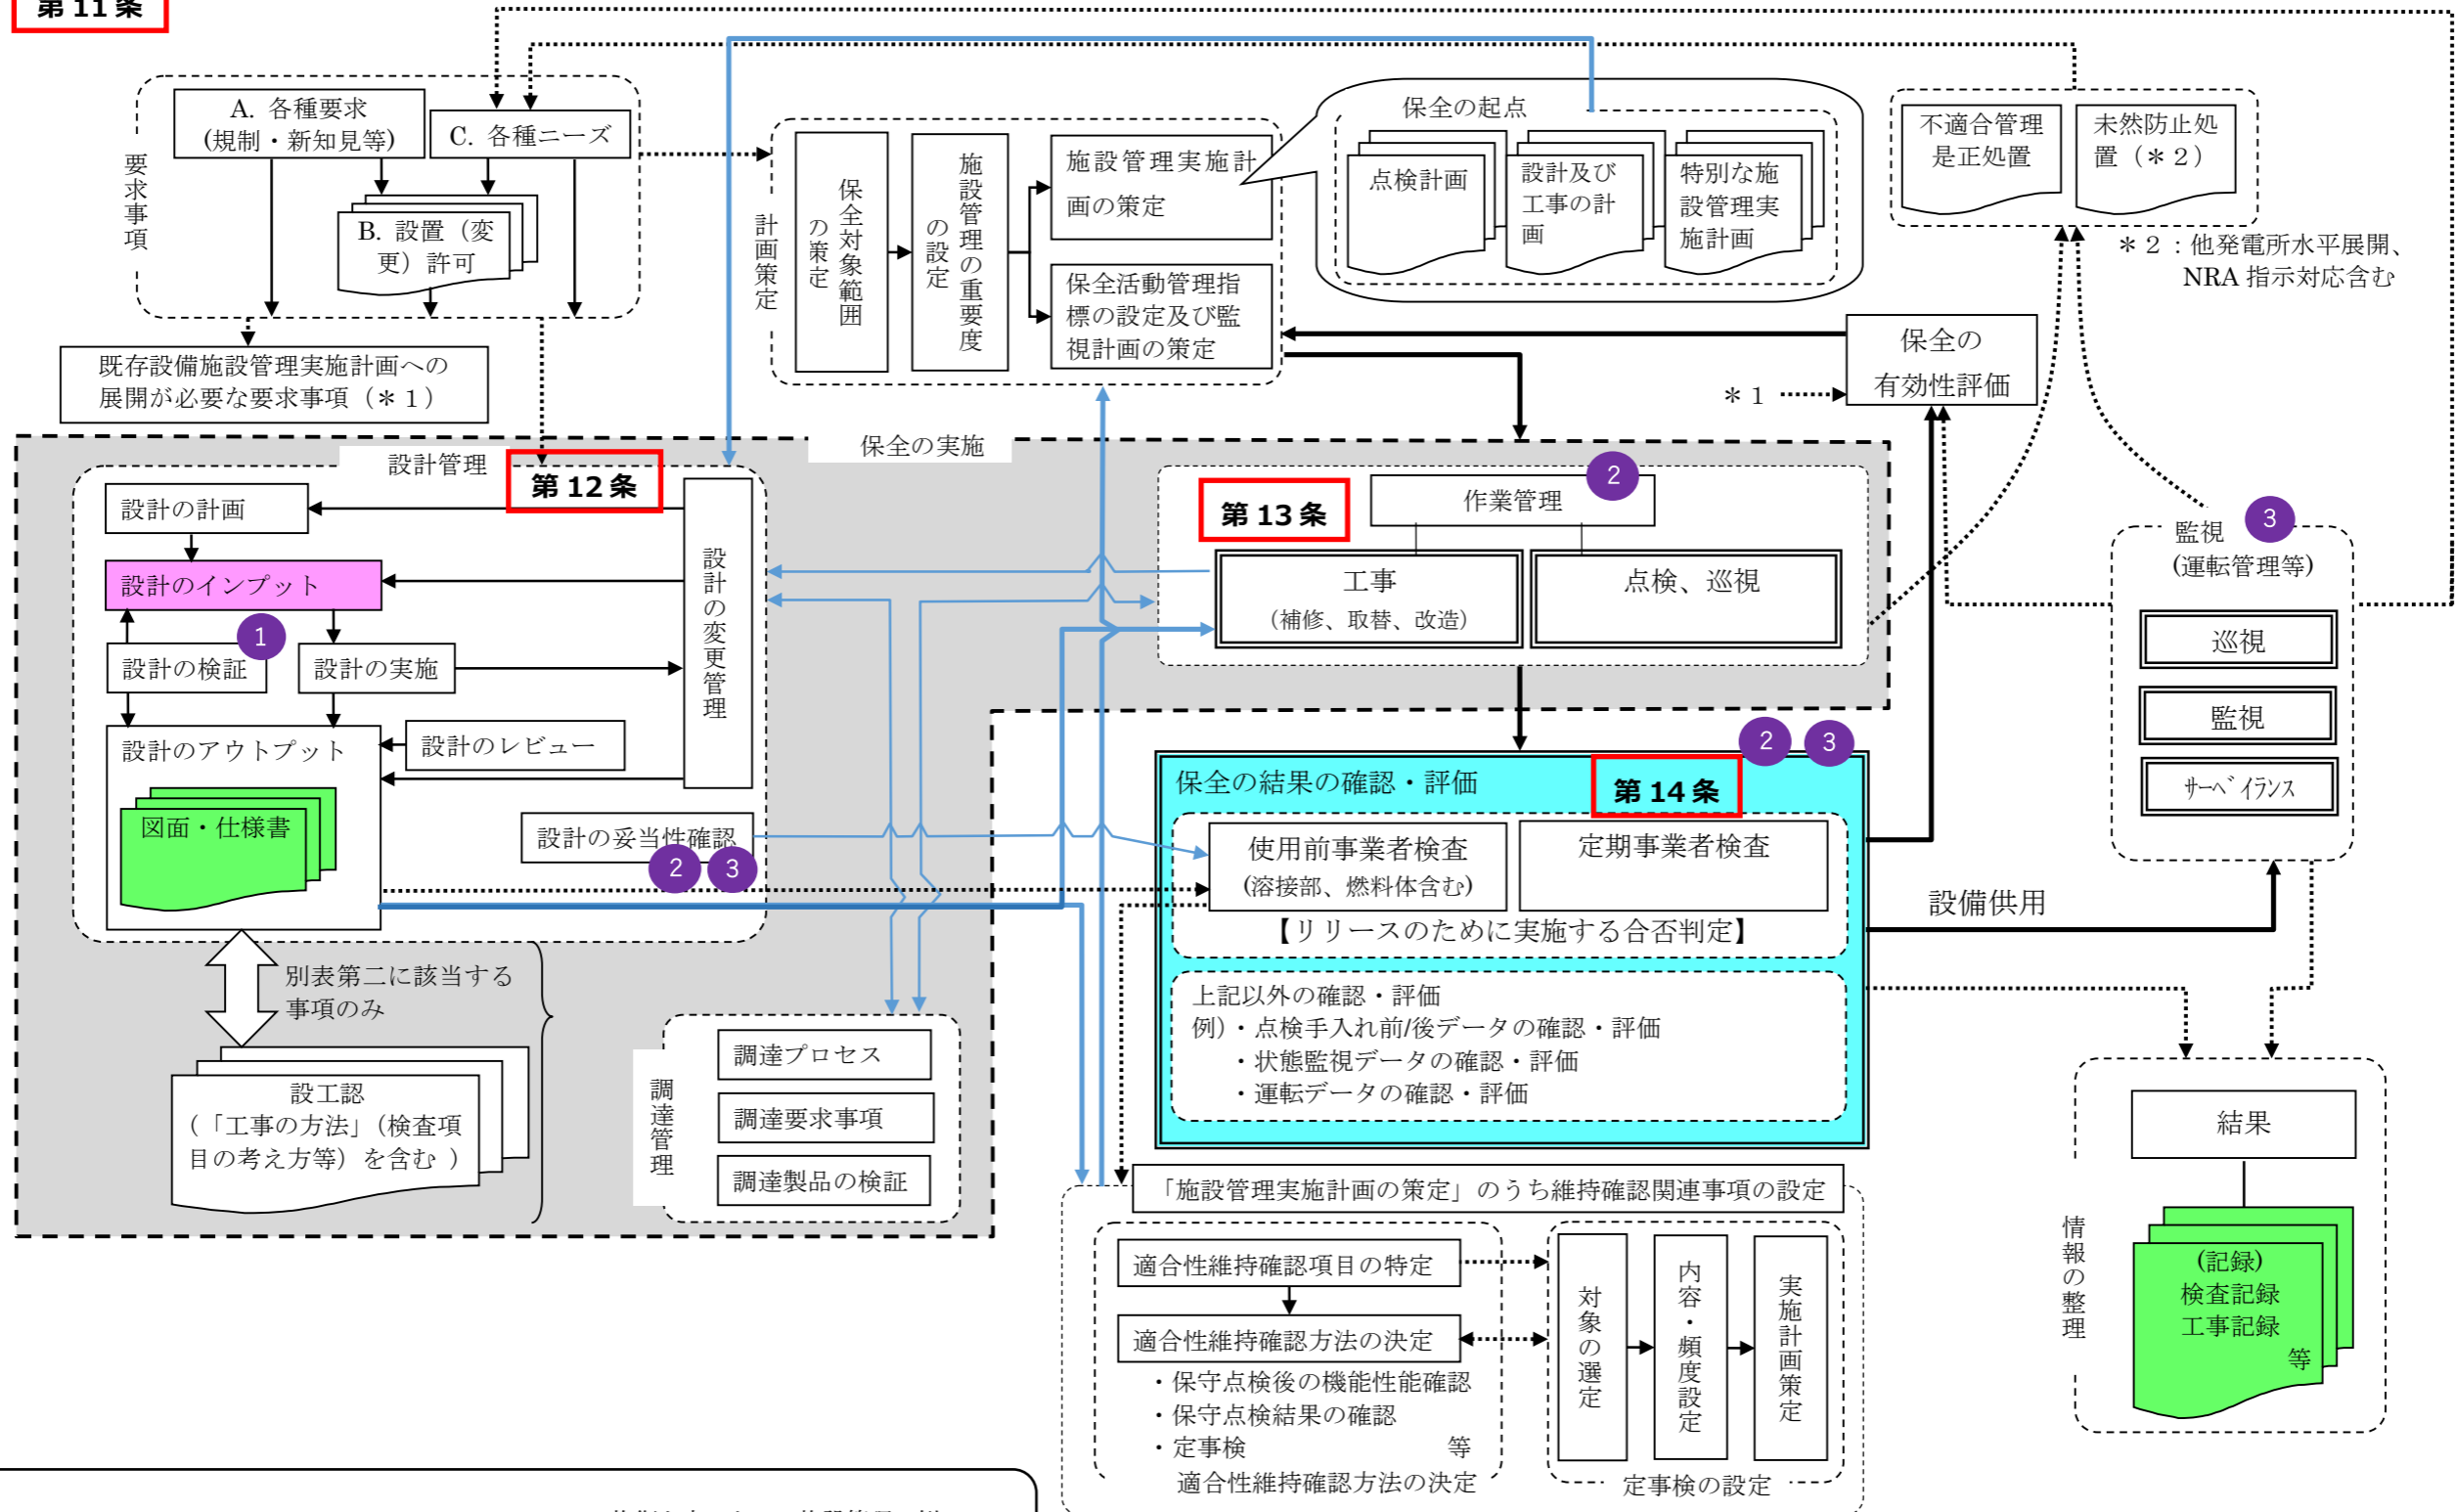 第11条
A. 各種要求
(規制・新知見等)
C. 各種ニーズ
要求事項
B. 設置（変
更）許可
既存設備施設管理実施計画への
展開が必要な要求事項（＊1）
計画策定
保全対象範囲
の策定
施設管理の重要度
の設定
施設管理実施計
画の策定
保全活動管理指
標の設定及び監
視計画の策定
保全の起点
点検計画
設計及び
工事の計
画
特別な施
設管理実
施計画
不適合管理
是正処置
未然防止処
置（＊2）
＊2：他発電所水平展開、
NRA 指示対応含む
保全の
有効性評価
＊1
保全の実施
設計管理
第12条
設計の計画
設計のインプット
1
設計の検証
設計の実施
設計の変更管理
設計のアウトプット
設計のレビュー
図面・仕様書
設計の妥当性確認
2
3
別表第二に該当する
事項のみ
設工認
（「工事の方法」（検査項
目の考え方等）を含む ）
調達管理
調達プロセス
調達要求事項
調達製品の検証
第13条
作業管理
2
工事
（補修、取替、改造）
点検、巡視
2
3
保全の結果の確認・評価
第14条
使用前事業者検査
(溶接部、燃料体含む)
定期事業者検査
【リリースのために実施する合否判定】
上記以外の確認・評価
例）・点検手入れ前/後データの確認・評価
・状態監視データの確認・評価
・運転データの確認・評価
監視
3
(運転管理等)
巡視
監視
ｻｰﾍﾞｲﾗﾝｽ
設備供用
情報の整理
結果
(記録)
検査記録
工事記録
等
「施設管理実施計画の策定」のうち維持確認関連事項の設定
適合性維持確認項目の特定
適合性維持確認方法の決定
・保守点検後の機能性能確認
・保守点検結果の確認
・定事検 等
適合性維持確認方法の決定
対象の選定
内容・頻度設定
実施計画策定
定事検の設定